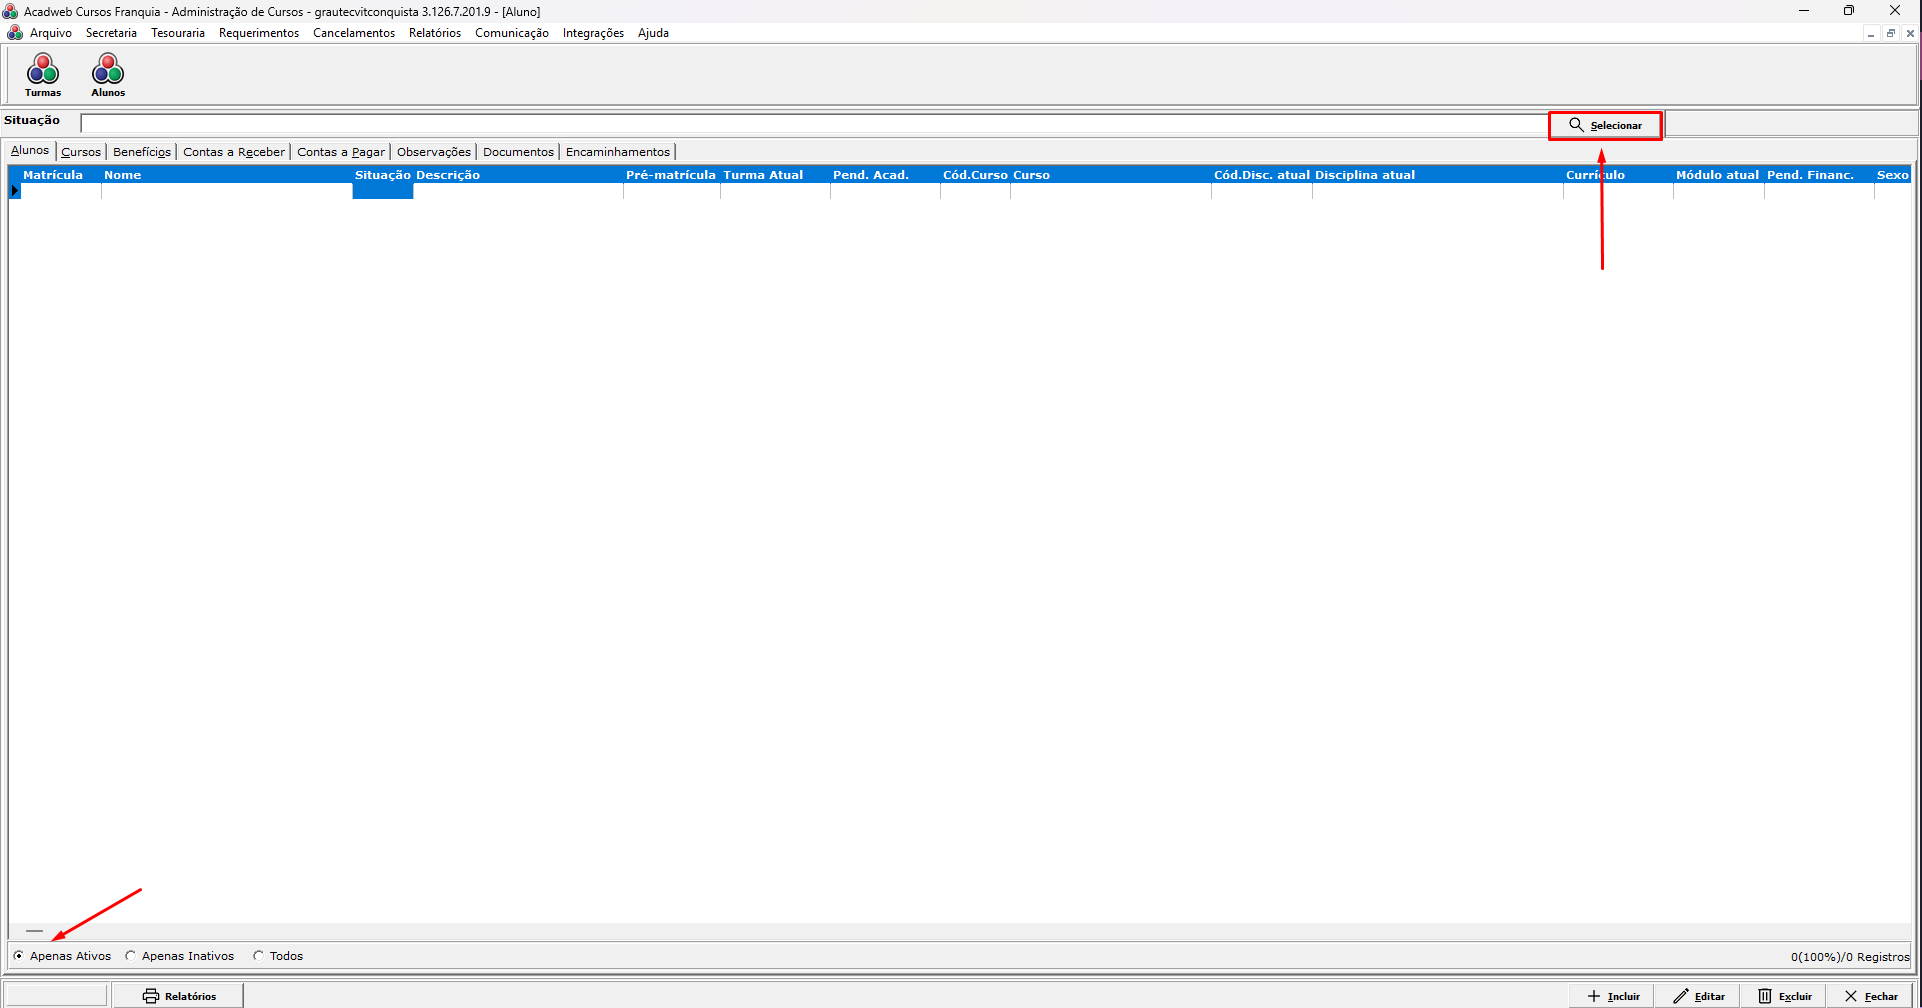 Acadweb Cursos Franquia - Administração de Cursos - grautecvitconquista 3.126.7.201.9 - [Aluno]
Arquivo Secretaria Tesouraria Requerimentos Cancelamentos Relatórios Comunicação Integrações Ajuda
Turmas Alunos
Situação Selecionar
Alunos Cursos Benefícios Contas a Receber Contas a Pagar Observações Documentos Encaminhamentos
Matrícula Nome Situação Descrição Pré-matrícula Turma Atual Pend. Acad. Cód.Curso Curso Cód.Disc. atual Disciplina atual Currículo Módulo atual Pend. Financ. Sexo
Apenas Ativos Apenas Inativos Todos 0(100%)/0 Registros
Relatórios Incluir Editar Excluir Fechar